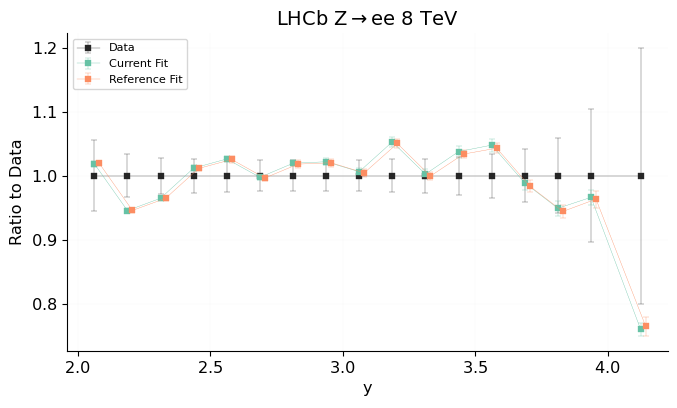 LHCb Z→ee 8 TeV
Data
Current Fit
Reference Fit
Ratio to Data
1.2
1.1
1.0
0.9
0.8
2.0 2.5 3.0 3.5 4.0
y